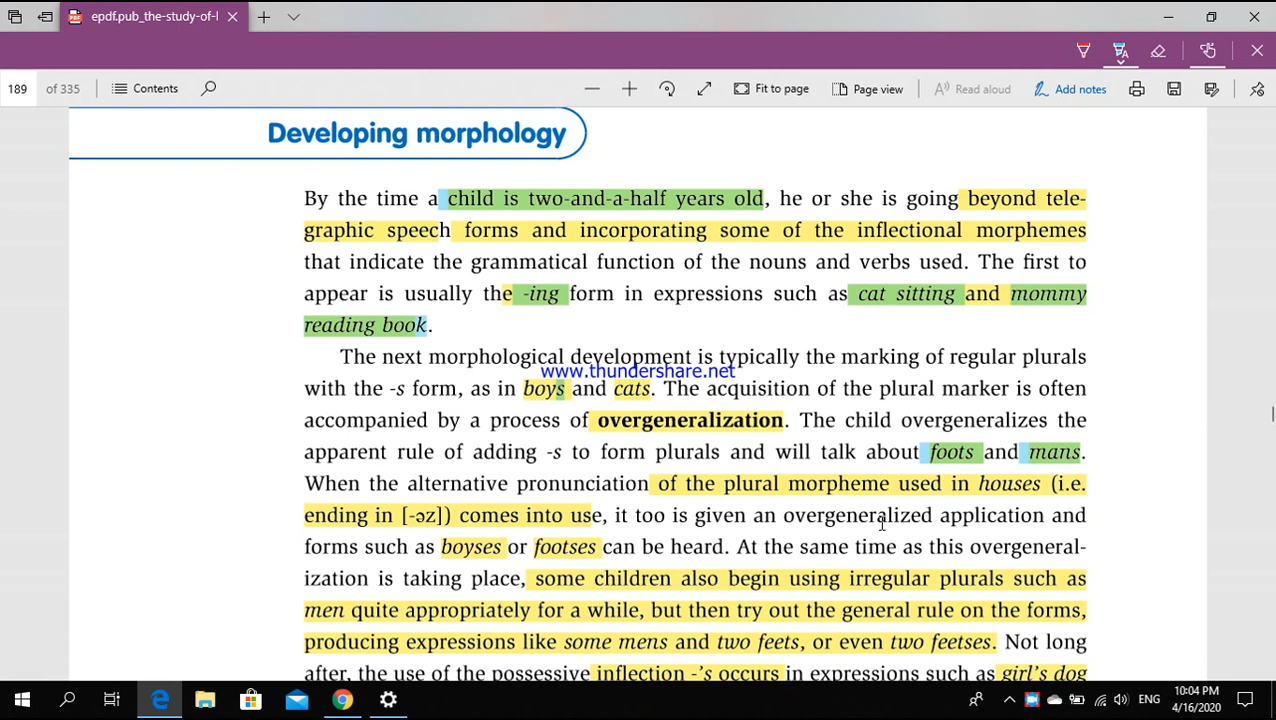 epdf.pub_the-study-of-l
189 of 335
Contents
Fit to page
Page view
Read aloud
Add notes
Developing morphology
By the time a child is two-and-a-half years old, he or she is going beyond tele-
graphic speech forms and incorporating some of the inflectional morphemes
that indicate the grammatical function of the nouns and verbs used. The first to
appear is usually the -ing form in expressions such as cat sitting and mommy
reading book.
The next morphological development is typically the marking of regular plurals
www.thundershare.net
with the -s form, as in boys and cats. The acquisition of the plural marker is often
accompanied by a process of overgeneralization. The child overgeneralizes the
apparent rule of adding -s to form plurals and will talk about foots and mans.
When the alternative pronunciation of the plural morpheme used in houses (i.e.
ending in [-əz]) comes into use, it too is given an overgeneralized application and
forms such as boyses or footses can be heard. At the same time as this overgeneral-
ization is taking place, some children also begin using irregular plurals such as
men quite appropriately for a while, but then try out the general rule on the forms,
producing expressions like some mens and two feets, or even two feetses. Not long
after, the use of the possessive inflection -'s occurs in expressions such as girl's dog
ENG
10:04 PM
4/16/2020